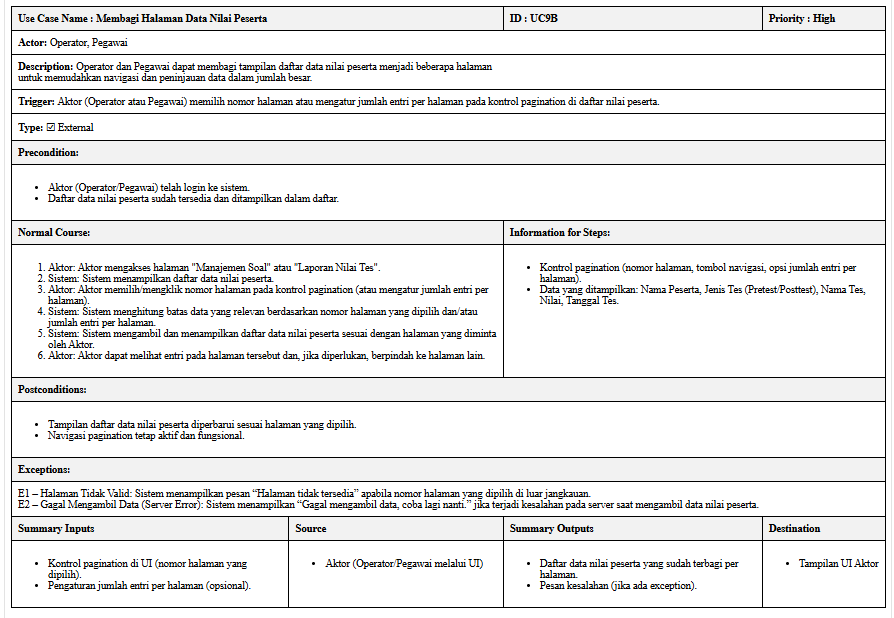 Use Case Name : Membagi Halaman Data Nilai Peserta
ID : UC9B
Priority : High
Actor: Operator, Pegawai
Description: Operator dan Pegawai dapat membagi tampilan daftar data nilai peserta menjadi beberapa halaman
untuk memudahkan navigasi dan peninjauan data dalam jumlah besar.
Trigger: Aktor (Operator atau Pegawai) memilih nomor halaman atau mengatur jumlah entri per halaman pada kontrol pagination di daftar nilai peserta.
Type: ☑ External
Precondition:
• Aktor (Operator/Pegawai) telah login ke sistem.
• Daftar data nilai peserta sudah tersedia dan ditampilkan dalam daftar.
Normal Course:
1. Aktor: Aktor mengakses halaman "Manajemen Soal" atau "Laporan Nilai Tes".
2. Sistem: Sistem menampilkan daftar data nilai peserta.
3. Aktor: Aktor memilih/mengklik nomor halaman pada kontrol pagination (atau mengatur jumlah entri per
halaman).
4. Sistem: Sistem menghitung batas data yang relevan berdasarkan nomor halaman yang dipilih dan/atau
jumlah entri per halaman.
5. Sistem: Sistem mengambil dan menampilkan daftar data nilai peserta sesuai dengan halaman yang diminta
oleh Aktor.
6. Aktor: Aktor dapat melihat entri pada halaman tersebut dan, jika diperlukan, berpindah ke halaman lain.
Information for Steps:
• Kontrol pagination (nomor halaman, tombol navigasi, opsi jumlah entri per
halaman).
• Data yang ditampilkan: Nama Peserta, Jenis Tes (Pretest/Posttest), Nama Tes,
Nilai, Tanggal Tes.
Postconditions:
• Tampilan daftar data nilai peserta diperbarui sesuai halaman yang dipilih.
• Navigasi pagination tetap aktif dan fungsional.
Exceptions:
E1 – Halaman Tidak Valid: Sistem menampilkan pesan “Halaman tidak tersedia” apabila nomor halaman yang dipilih di luar jangkauan.
E2 – Gagal Mengambil Data (Server Error): Sistem menampilkan “Gagal mengambil data, coba lagi nanti.” jika terjadi kesalahan pada server saat mengambil data nilai peserta.
Summary Inputs
Source
Summary Outputs
Destination
• Kontrol pagination di UI (nomor halaman yang
dipilih).
• Pengaturan jumlah entri per halaman (opsional).
• Aktor (Operator/Pegawai melalui UI)
• Daftar data nilai peserta yang sudah terbagi per
halaman.
• Pesan kesalahan (jika ada exception).
• Tampilan UI Aktor